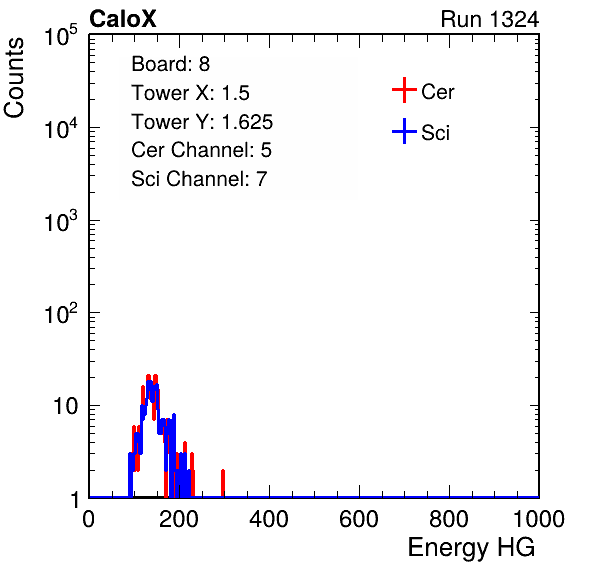 CaloX Run 1324
Counts
10^5
10^4
10^3
10^2
10
1
Board: 8
Tower X: 1.5
Tower Y: 1.625
Cer Channel: 5
Sci Channel: 7
Cer
Sci
0 200 400 600 800 1000
Energy HG